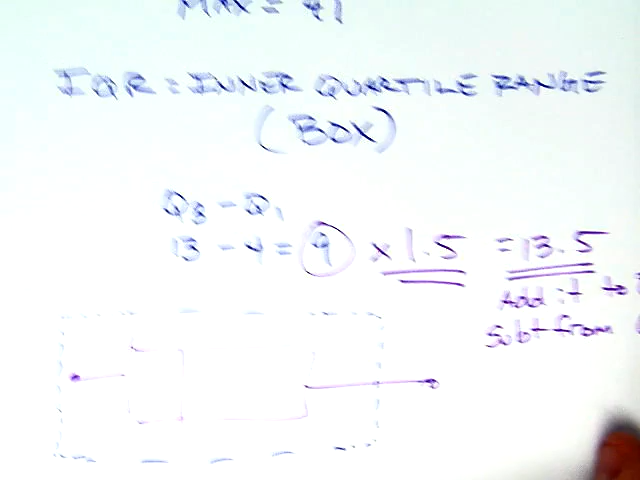 MAX = 41
IQR = INNER QUARTILE RANGE
(BOX)
Q3 - Q1
13 - 4 = 9 x 1.5 = 13.5
Add it to
Subt from